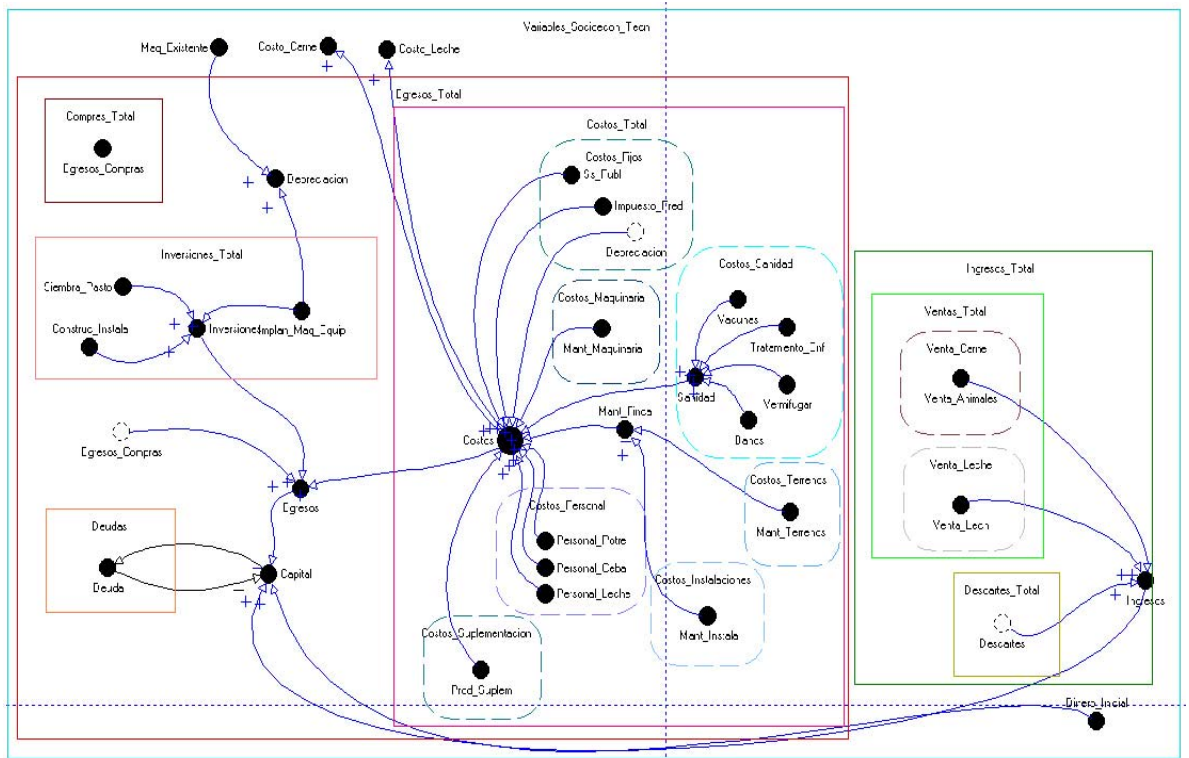 Variables_Socioecon_Tecn
Maq_Existente
Costo_Carne
Costo_Leche
Egresos_Total
Compras_Total
Egresos_Compras
Costos_Total
Costos_Fijos
Ss_Publ
Depreciacion
Impuesto_Pred
Depreciacion
Inversiones_Total
Costos_Sanidad
Ingresos_Total
Siembra_Pasto
Costos_Maquinaria
Vacunas
Ventas_Total
Construc_Instala
Inversiones
Implan_Maq_Equip
Mant_Maquinaria
Tratamiento_Enf
Venta_Carne
Sanidad
Vermifugar
Venta_Animales
Mant_Finca
Banos
Egresos_Compras
Costos
Venta_Leche
Costos_Terrenos
Egresos
Costos_Personal
Venta_Lech
Deudas
Mant_Terrenos
Personal_Potre
Capital
Personal_Ceba
Costos_Instalaciones
Descartes_Total
Ingresos
Deuda
Personal_Leche
Mant_Instala
Costos_Suplementacion
Descartes
Prod_Suplem
Dinero_Inicial